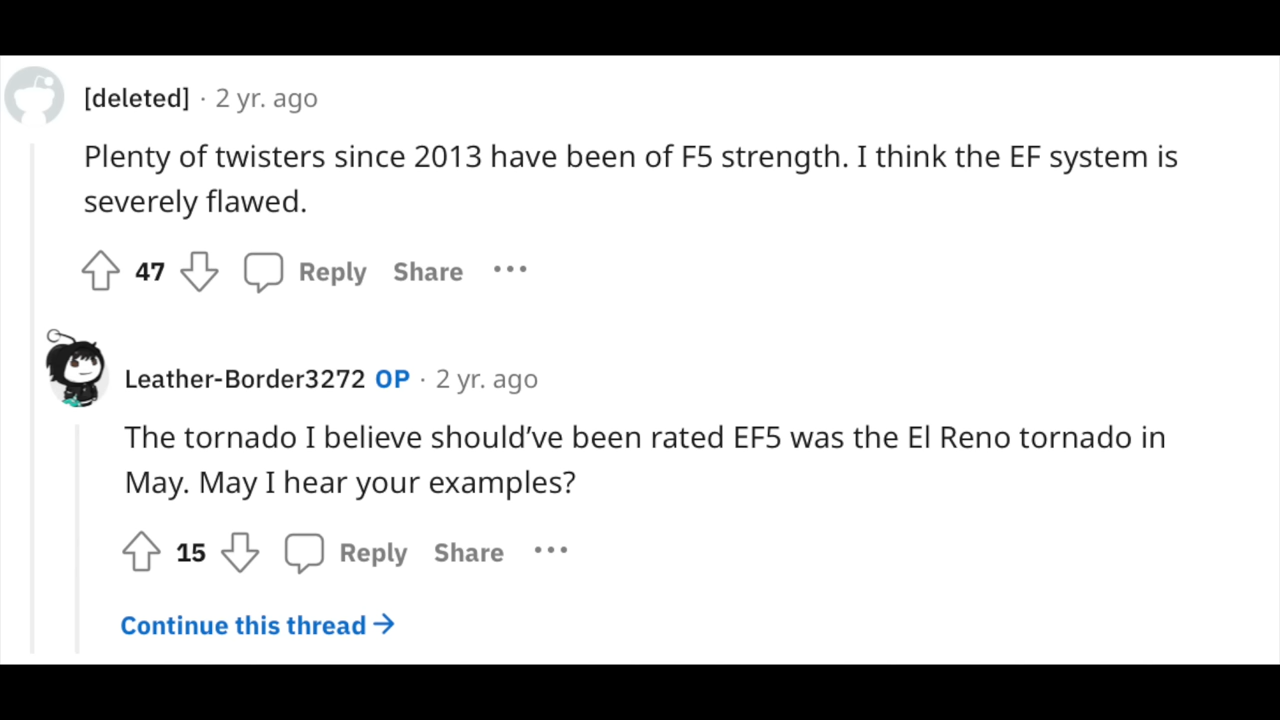 [deleted] · 2 yr. ago
Plenty of twisters since 2013 have been of F5 strength. I think the EF system is
severely flawed.
47 Reply Share ···
Leather-Border3272 OP · 2 yr. ago
The tornado I believe should’ve been rated EF5 was the El Reno tornado in
May. May I hear your examples?
15 Reply Share ···
Continue this thread →